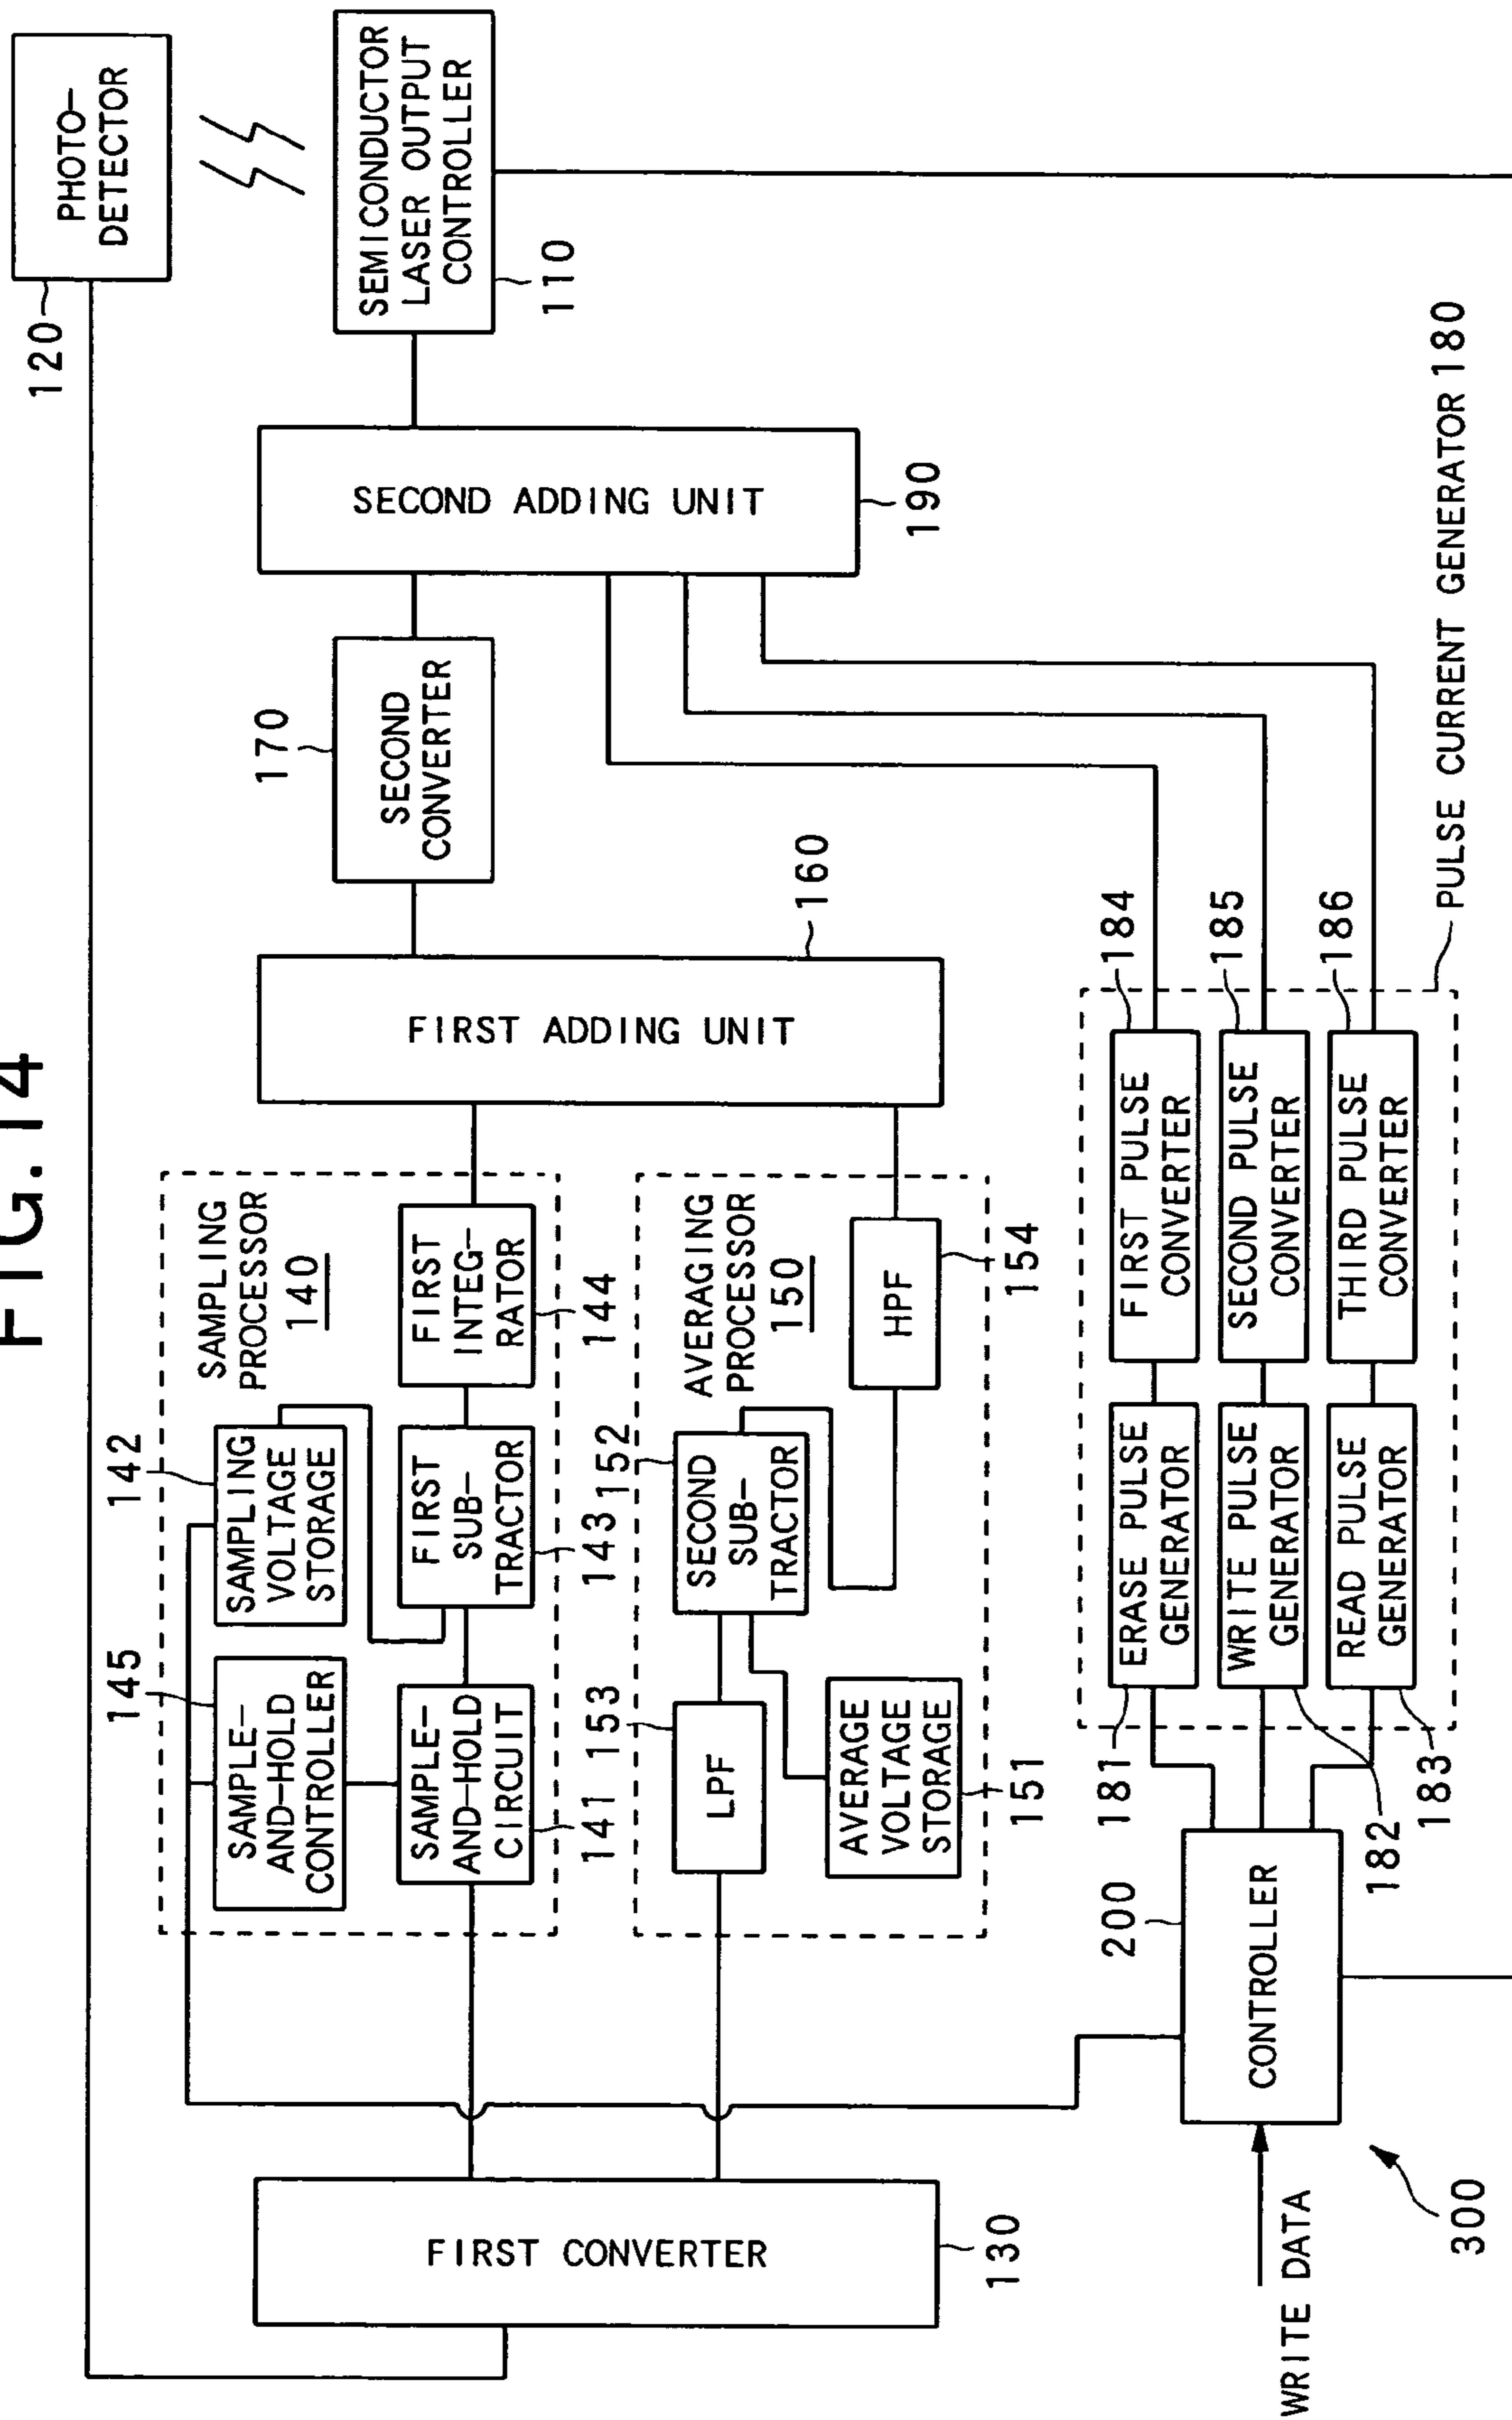 FIG. 14
120
PHOTO-
DETECTOR
SEMICONDUCTOR
LASER OUTPUT
CONTROLLER
110
SECOND ADDING UNIT
190
170
SECOND
CONVERTER
160
FIRST ADDING UNIT
SAMPLING
PROCESSOR
140
142
SAMPLING
VOLTAGE
STORAGE
145
SAMPLE-
AND-HOLD
CONTROLLER
FIRST
INTEG-
RATOR
144
FIRST
SUB-
TRACTOR
143
SAMPLE-
AND-HOLD
CIRCUIT
141
AVERAGING
PROCESSOR
150
152
SECOND
SUB-
TRACTOR
HPF
154
153
LPF
AVERAGE
VOLTAGE
STORAGE
151
FIRST CONVERTER
130
PULSE CURRENT GENERATOR 180
184
FIRST PULSE
CONVERTER
185
SECOND PULSE
CONVERTER
186
THIRD PULSE
CONVERTER
ERASE PULSE
GENERATOR
181
WRITE PULSE
GENERATOR
182
READ PULSE
GENERATOR
183
200
CONTROLLER
WRITE DATA
300